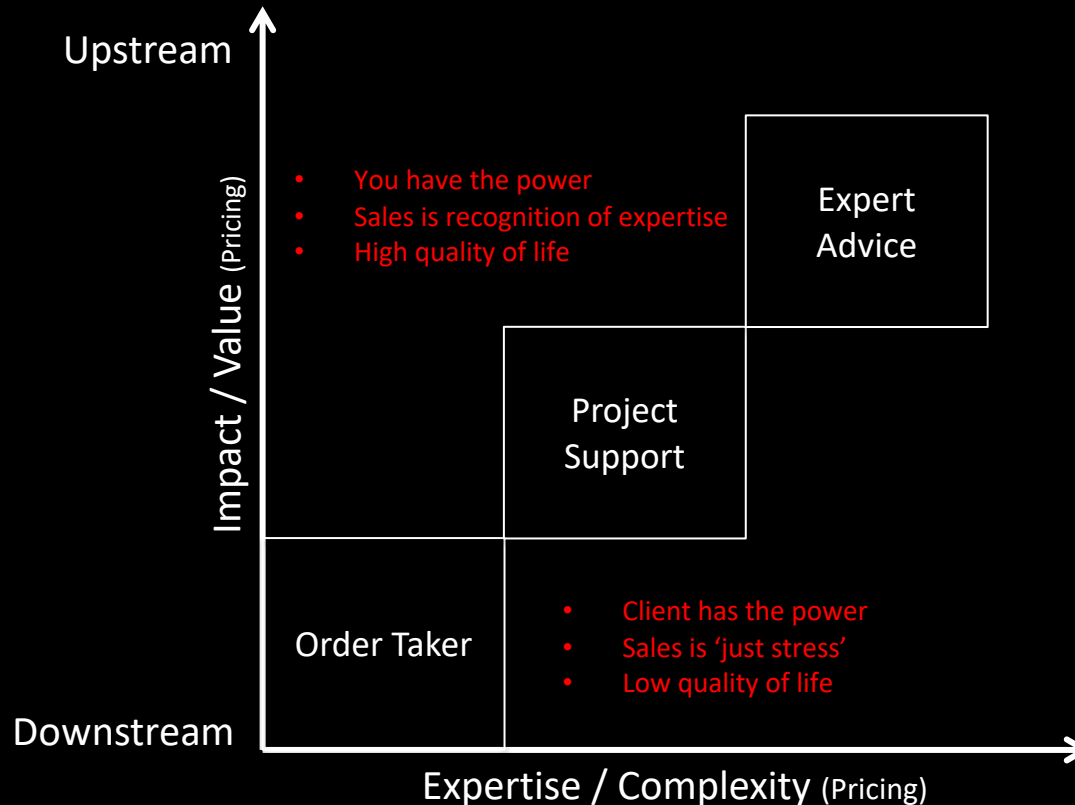 Upstream
Impact / Value (Pricing)
• You have the power
• Sales is recognition of expertise
• High quality of life
Expert
Advice
Project
Support
Order Taker
• Client has the power
• Sales is ‘just stress’
• Low quality of life
Downstream
Expertise / Complexity (Pricing)